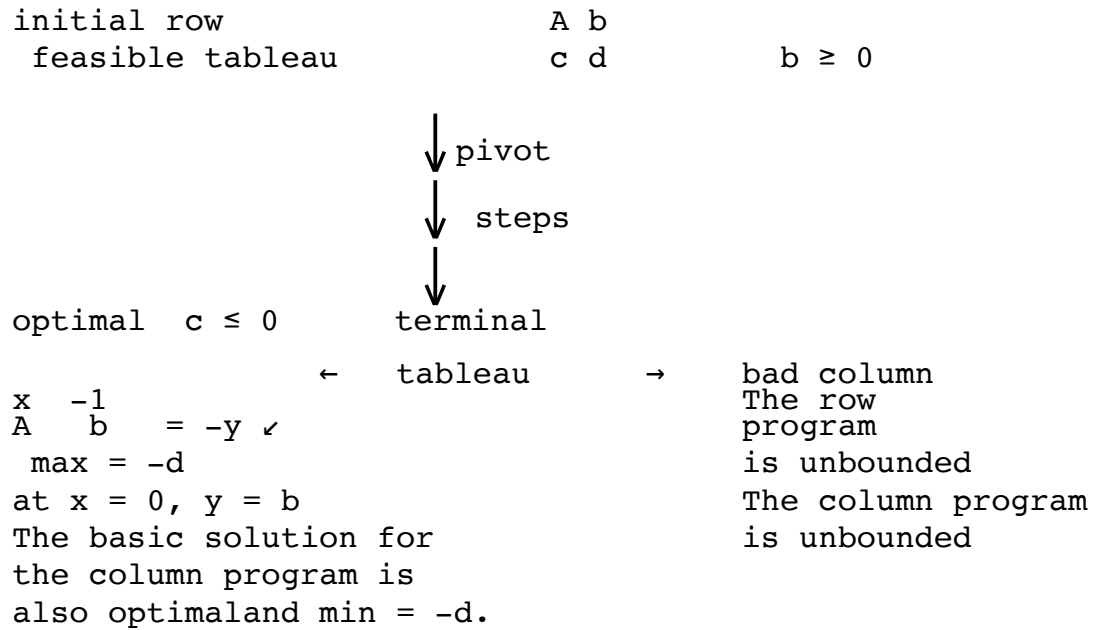 initial row A b
feasible tableau c d b ≥ 0
pivot
steps
optimal c ≤ 0 terminal
← tableau → bad column
x -1 The row
A b = -y ↙ program
max = -d is unbounded
at x = 0, y = b The column program
The basic solution for is unbounded
the column program is
also optimaland min = -d.